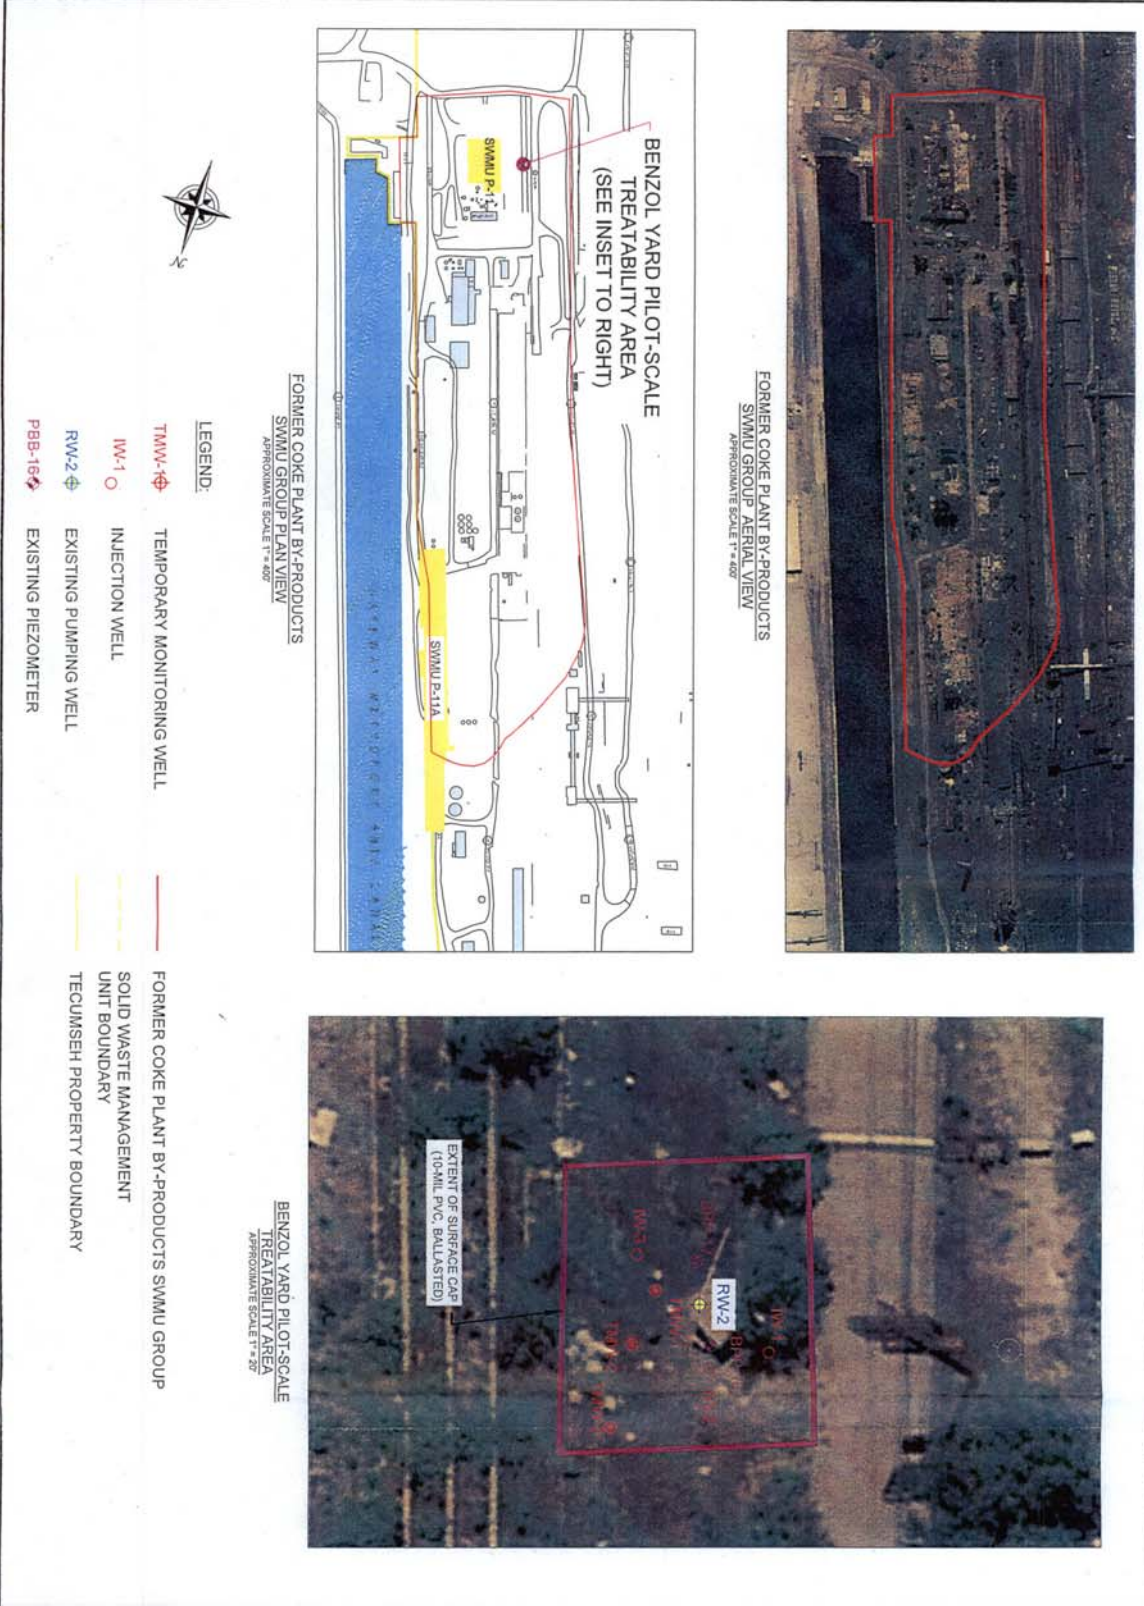 FORMER COKE PLANT BY-PRODUCTS
SWMU GROUP AERIAL VIEW
APPROXIMATE SCALE 1" = 400'
BENZOL YARD PILOT-SCALE
TREATABILITY AREA
(SEE INSET TO RIGHT)
SWMU P-11
SWMU P-11A
FORMER COKE PLANT BY-PRODUCTS
SWMU GROUP PLAN VIEW
APPROXIMATE SCALE 1" = 400'
RW-2
IW-1
IW-3
EXTENT OF SURFACE CAP
(10-MIL PVC, BALLASTED)
BENZOL YARD PILOT-SCALE
TREATABILITY AREA
APPROXIMATE SCALE 1" = 20'
N
LEGEND:
TMW-1 TEMPORARY MONITORING WELL
IW-1 INJECTION WELL
RW-2 EXISTING PUMPING WELL
PBB-16 EXISTING PIEZOMETER
FORMER COKE PLANT BY-PRODUCTS SWMU GROUP
SOLID WASTE MANAGEMENT
UNIT BOUNDARY
TECUMSEH PROPERTY BOUNDARY